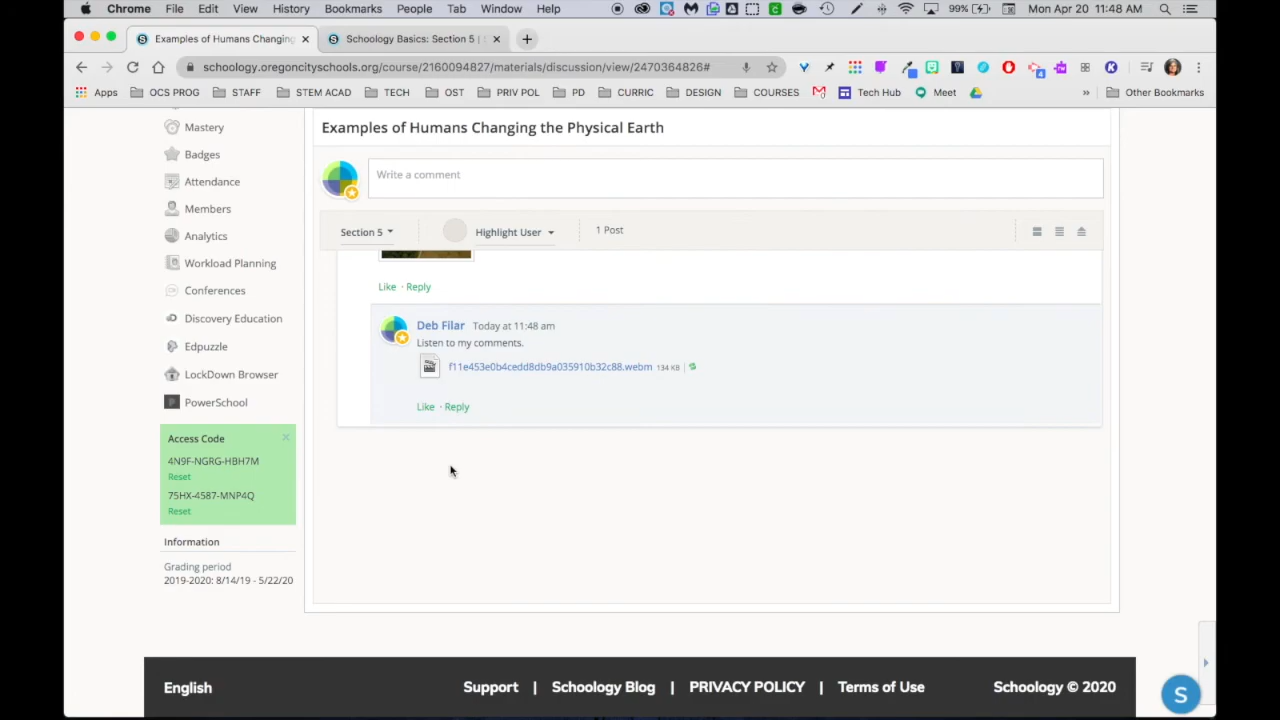 Chrome File Edit View History Bookmarks People Tab Window Help 99% Mon Apr 20 11:48 AM
Examples of Humans Changing Schoology Basics: Section 5 |
schoology.oregoncityschools.org/course/2160094827/materials/discussion/view/2470364826#
Apps OCS PROG STAFF STEM ACAD TECH OST PRIV POL PD CURRIC DESIGN COURSES Tech Hub Meet » Other Bookmarks
Mastery
Badges
Attendance
Members
Analytics
Workload Planning
Conferences
Discovery Education
Edpuzzle
LockDown Browser
PowerSchool
Access Code
4N9F-NGRG-HBH7M
Reset
75HX-4587-MNP4Q
Reset
Information
Grading period
2019-2020: 8/14/19 - 5/22/20
Examples of Humans Changing the Physical Earth
Write a comment
Section 5 Highlight User 1 Post
Like · Reply
Deb Filar Today at 11:48 am
Listen to my comments.
f11e453e0b4cedd8db9a035910b32c88.webm 134 KB
Like · Reply
English Support | Schoology Blog | PRIVACY POLICY | Terms of Use Schoology © 2020
S